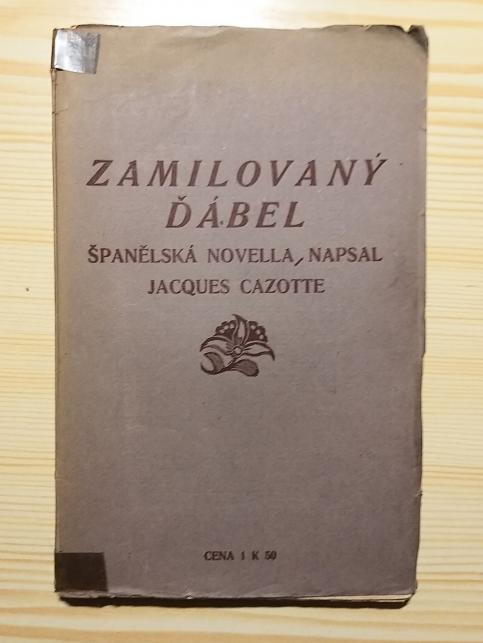 ZAMILOVANÝ
ĎÁBEL
ŠPANĚLSKÁ NOVELLA, NAPSAL
JACQUES CAZOTTE
CENA 1 K 50